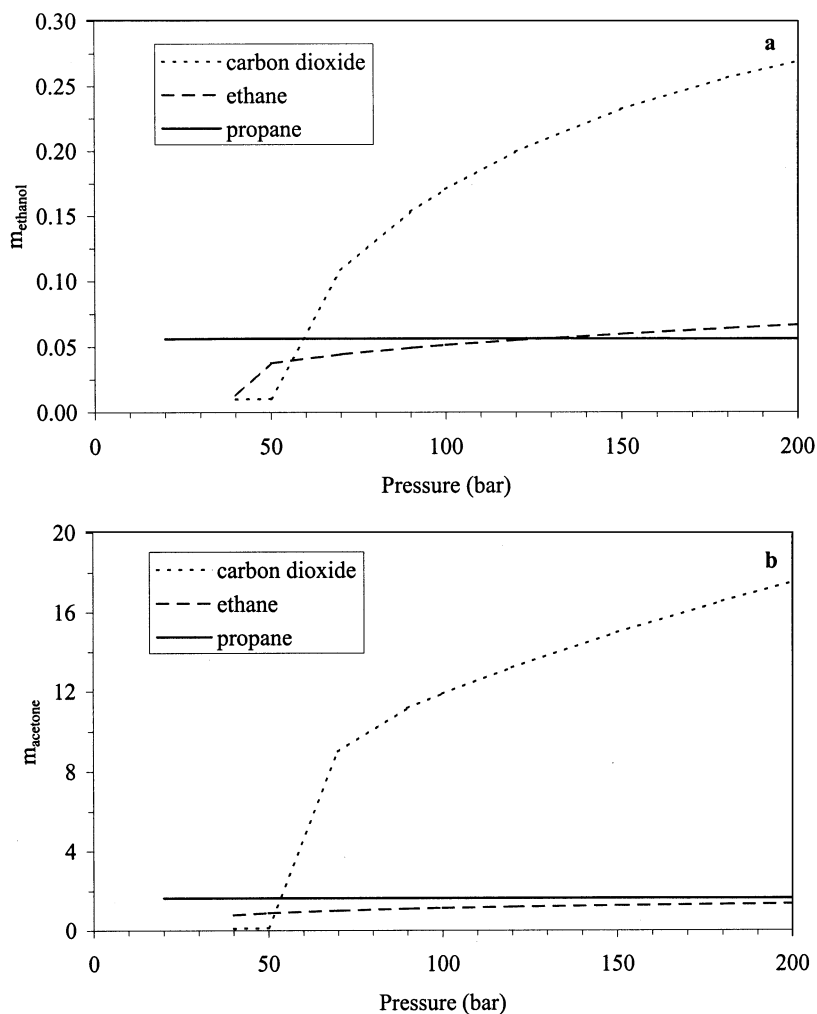 0.30
a
carbon dioxide
ethane
propane
0.25
0.20
0.15
0.10
0.05
0.00
m_ethanol
0 50 100 150 200
Pressure (bar)
20
b
carbon dioxide
ethane
propane
16
12
8
4
0
m_acetone
0 50 100 150 200
Pressure (bar)